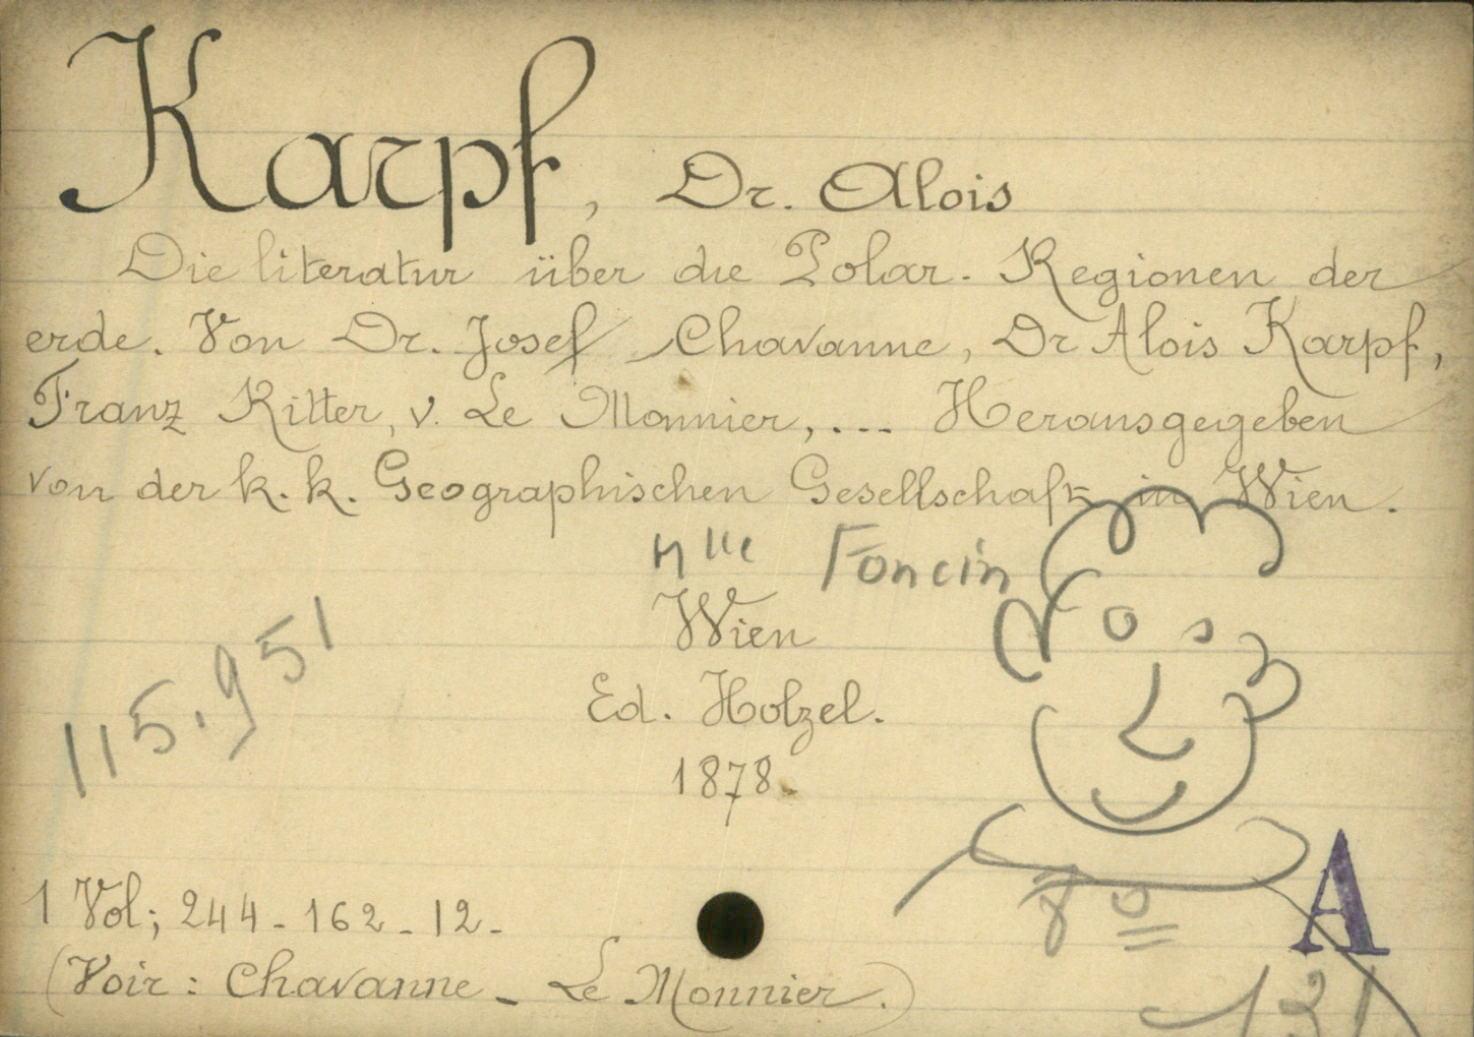 Karpf, Dr. Alois
Die literatur über die Polar-Regionen der
erde. Von Dr. Josef Chavanne, Dr Alois Karpf,
Franz Ritter, v. Le Monnier,... Herausgegeben
von der k. k. Geographischen Gesellschaft in Wien.
Mlle Foncin
Wien
Ed. Holzel.
1878.
115.951
1 Vol; 244-162-12-
(Voir: Chavanne - Le Monnier.)
8º
A